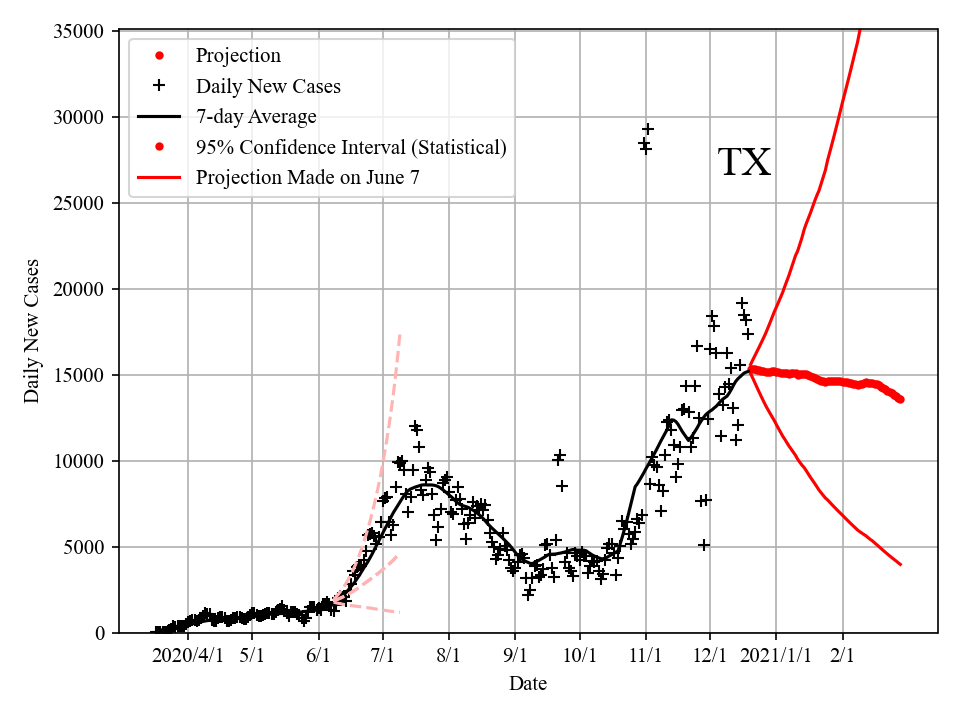 35000
30000
25000
20000
15000
10000
5000
0
Daily New Cases
Projection
Daily New Cases
7-day Average
95% Confidence Interval (Statistical)
Projection Made on June 7
TX
2020/4/1 5/1 6/1 7/1 8/1 9/1 10/1 11/1 12/1 2021/1/1 2/1
Date